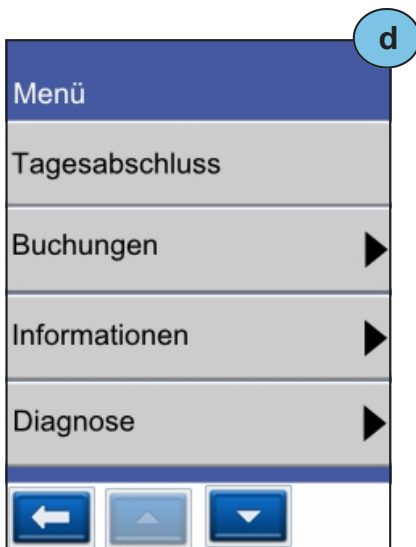 d
Menü
Tagesabschluss
Buchungen
Informationen
Diagnose